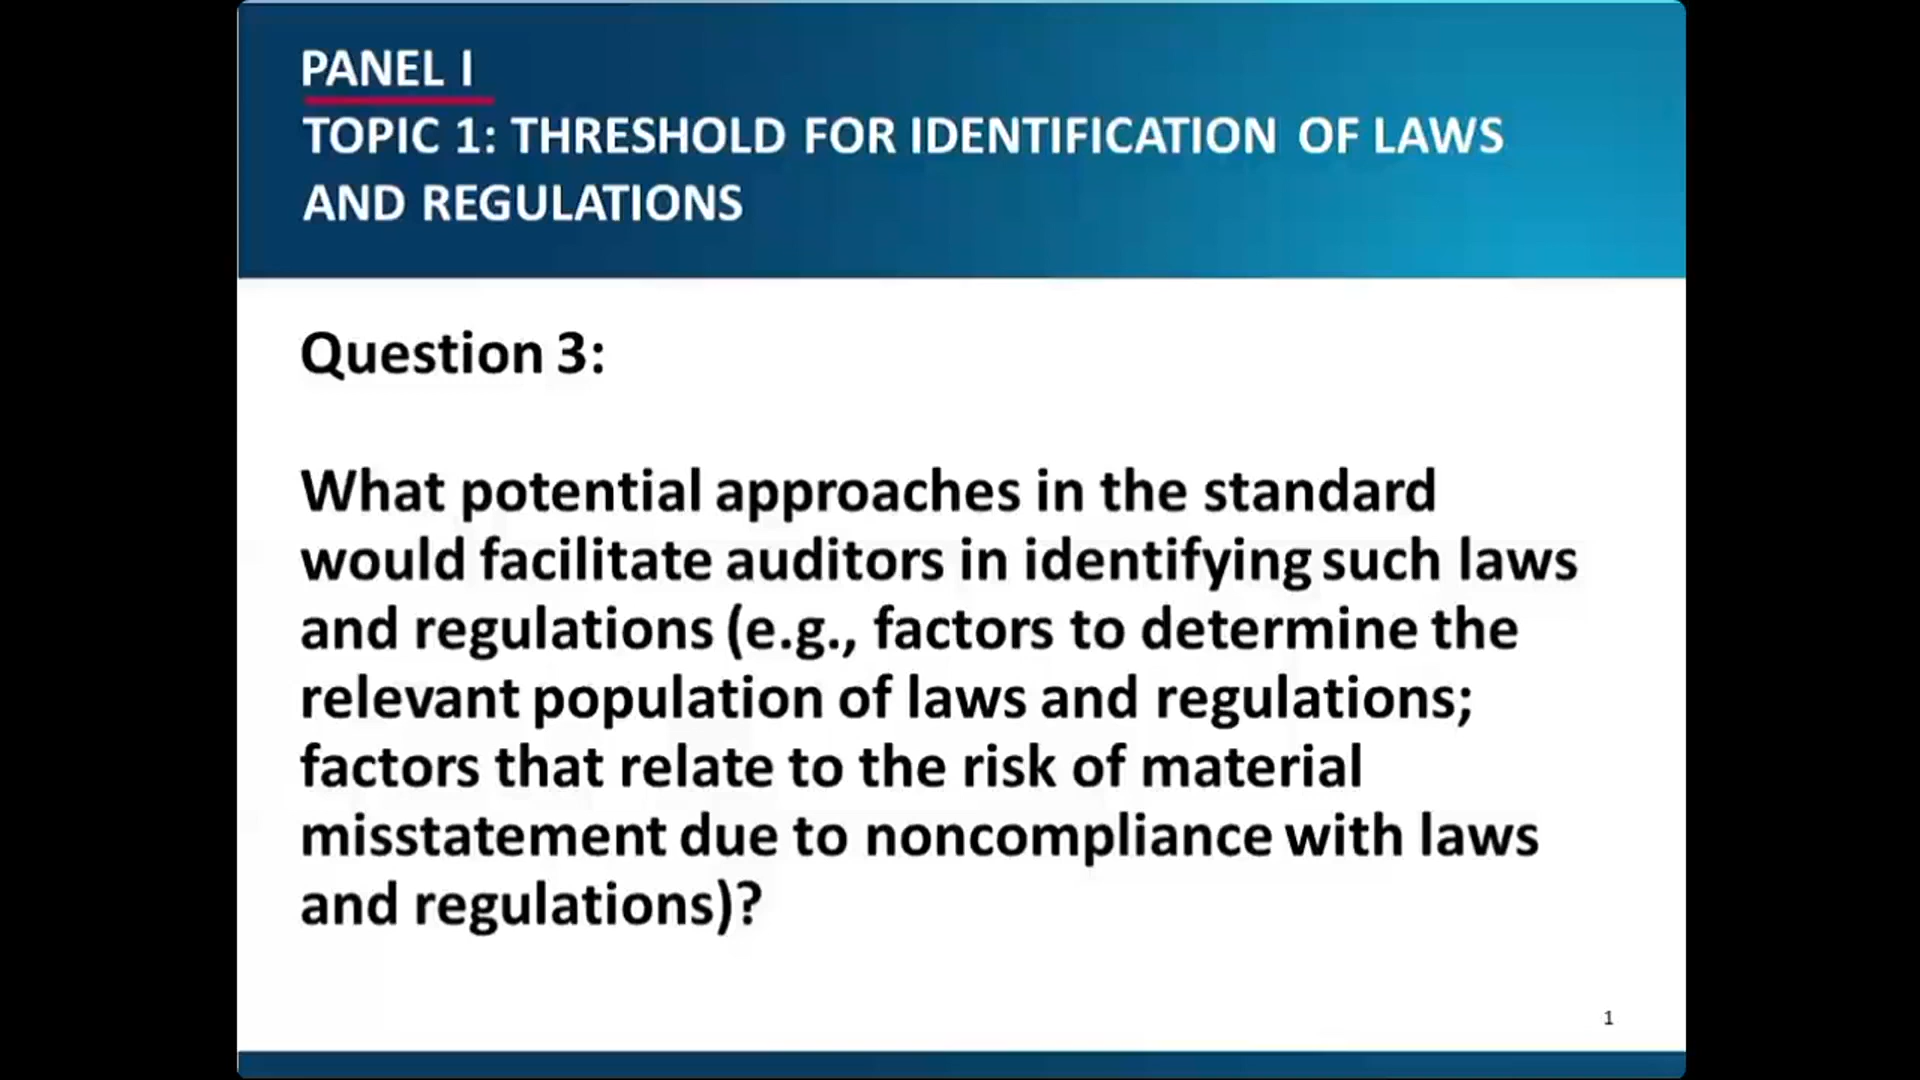 PANEL I
TOPIC 1: THRESHOLD FOR IDENTIFICATION OF LAWS
AND REGULATIONS
Question 3:
What potential approaches in the standard
would facilitate auditors in identifying such laws
and regulations (e.g., factors to determine the
relevant population of laws and regulations;
factors that relate to the risk of material
misstatement due to noncompliance with laws
and regulations)?
1